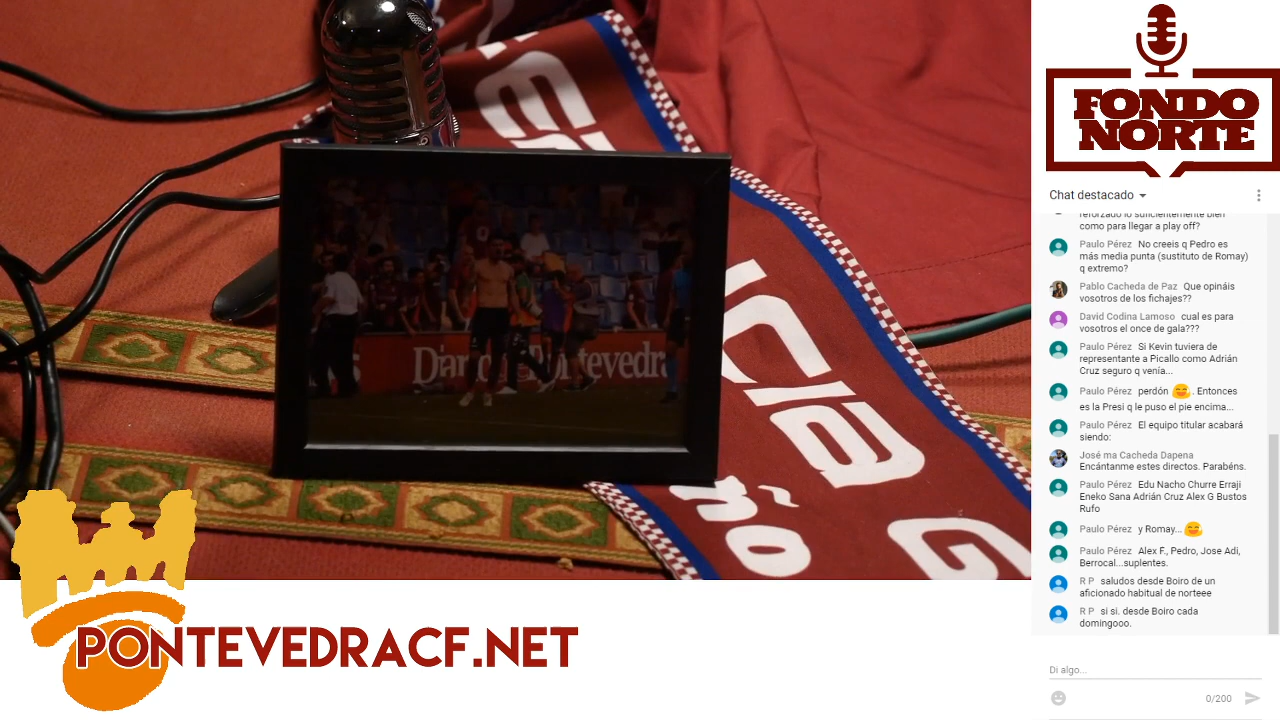 ICIA G
ño
Diario de Pontevedra
PONTEVEDRACF.NET
FONDO
NORTE
Chat destacado
reforzado lo suficientemente bien
como para llegar a play off?
Paulo Pérez No creeis q Pedro es
más media punta (sustituto de Romay)
q extremo?
Pablo Cacheda de Paz Que opináis
vosotros de los fichajes??
David Codina Lamoso cual es para
vosotros el once de gala???
Paulo Pérez Si Kevin tuviera de
representante a Picallo como Adrián
Cruz seguro q venía...
Paulo Pérez perdón 🤗. Entonces
es la Presi q le puso el pie encima...
Paulo Pérez El equipo titular acabará
siendo:
José ma Cacheda Dapena
Encántanme estes directos. Parabéns.
Paulo Pérez Edu Nacho Churre Erraji
Eneko Sana Adrián Cruz Alex G Bustos
Rufo
Paulo Pérez y Romay... 🤗
Paulo Pérez Alex F., Pedro, Jose Adi,
Berrocal...suplentes.
R P saludos desde Boiro de un
aficionado habitual de norteee
R P si si. desde Boiro cada
domingooo.
Di algo...
0/200